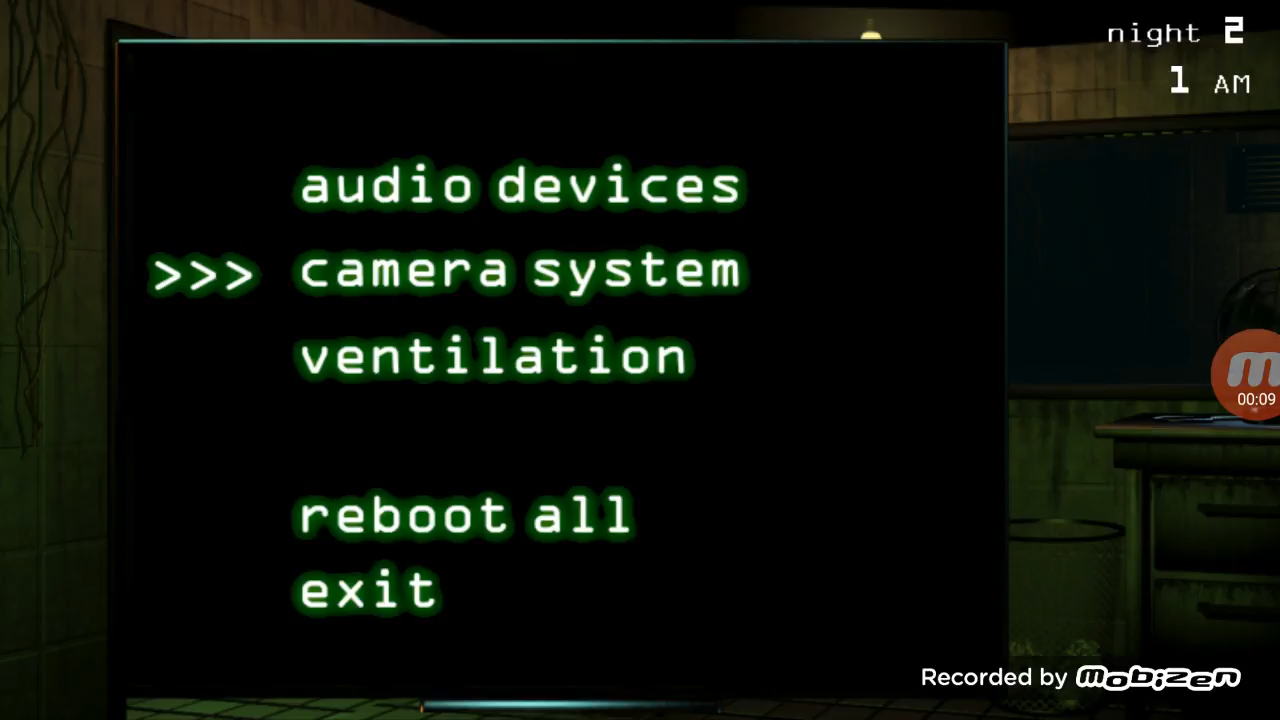 night 2
1 AM
audio devices
>>> camera system
ventilation
00:09
reboot all
exit
Recorded by mobizen